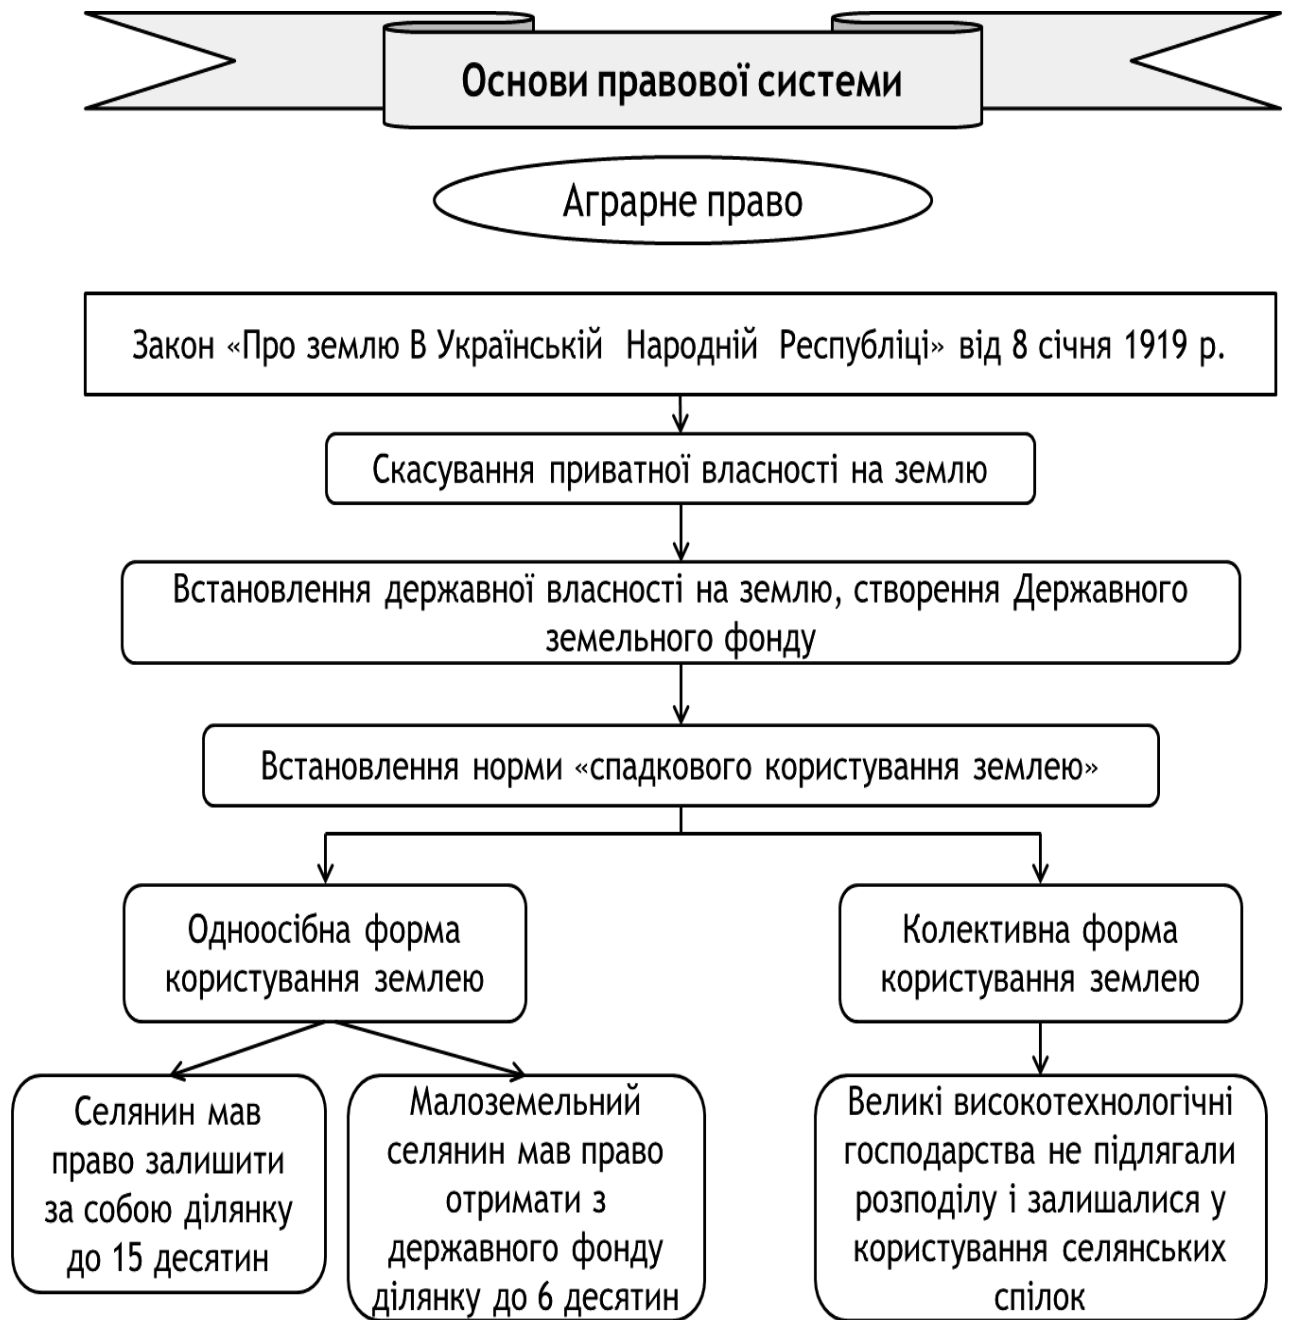 Основи правової системи
Аграрне право
Закон «Про землю В Українській Народній Республіці» від 8 січня 1919 р.
Скасування приватної власності на землю
Встановлення державної власності на землю, створення Державного
земельного фонду
Встановлення норми «спадкового користування землею»
Одноосібна форма
користування землею
Колективна форма
користування землею
Селянин мав
право залишити
за собою ділянку
до 15 десятин
Малоземельний
селянин мав право
отримати з
державного фонду
ділянку до 6 десятин
Великі високотехнологічні
господарства не підлягали
розподілу і залишалися у
користування селянських
спілок